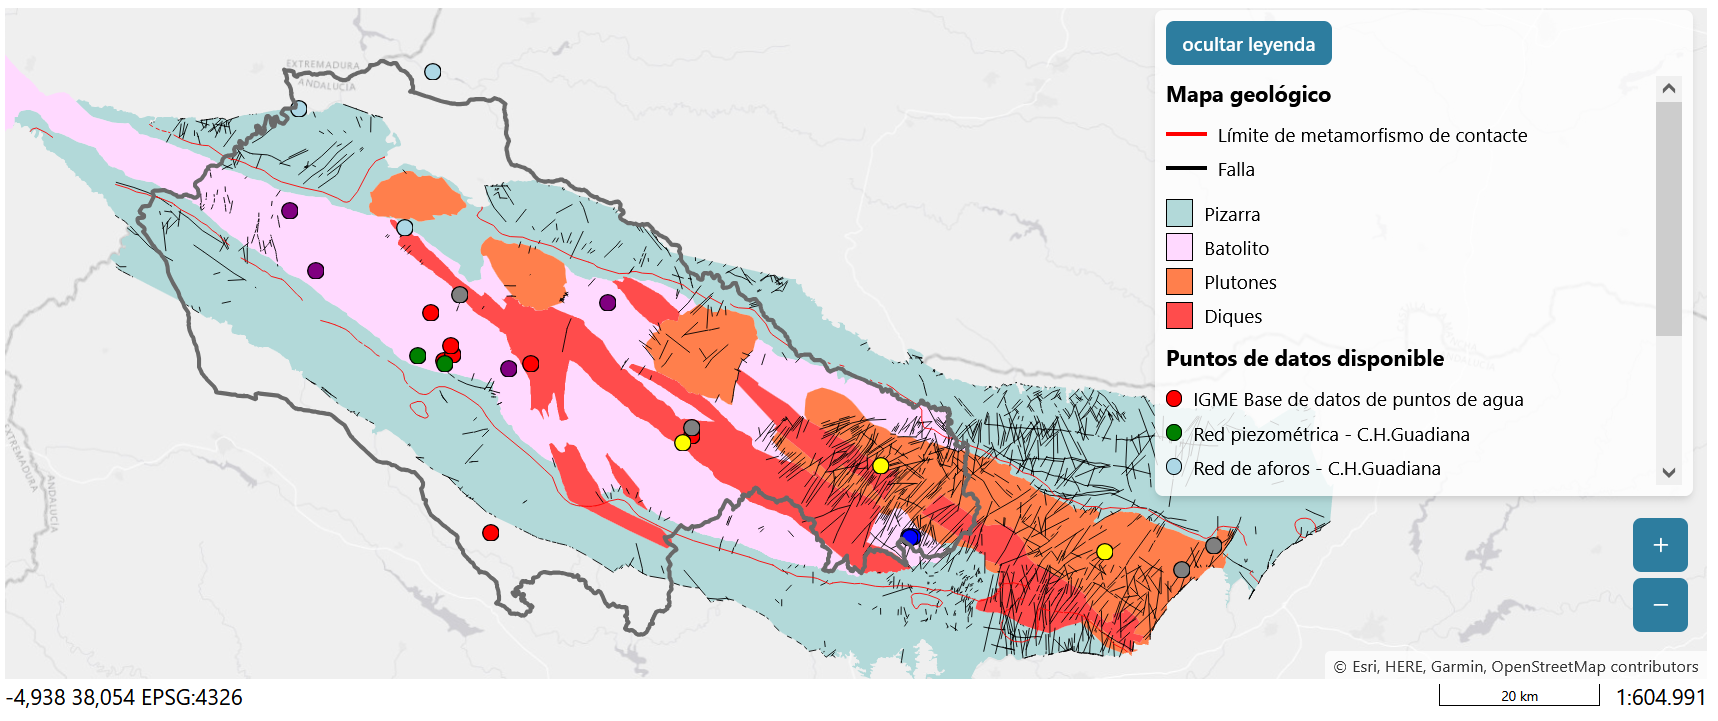 ocultar leyenda
Mapa geológico
Límite de metamorfismo de contacte
Falla
Pizarra
Batolito
Plutones
Diques
Puntos de datos disponible
IGME Base de datos de puntos de agua
Red piezométrica - C.H.Guadiana
Red de aforos - C.H.Guadiana
EXTREMADURA
ANDALUCÍA
EXTREMADURA
ANDALUCÍA
+
−
© Esri, HERE, Garmin, OpenStreetMap contributors
-4,938 38,054 EPSG:4326
20 km
1:604.991